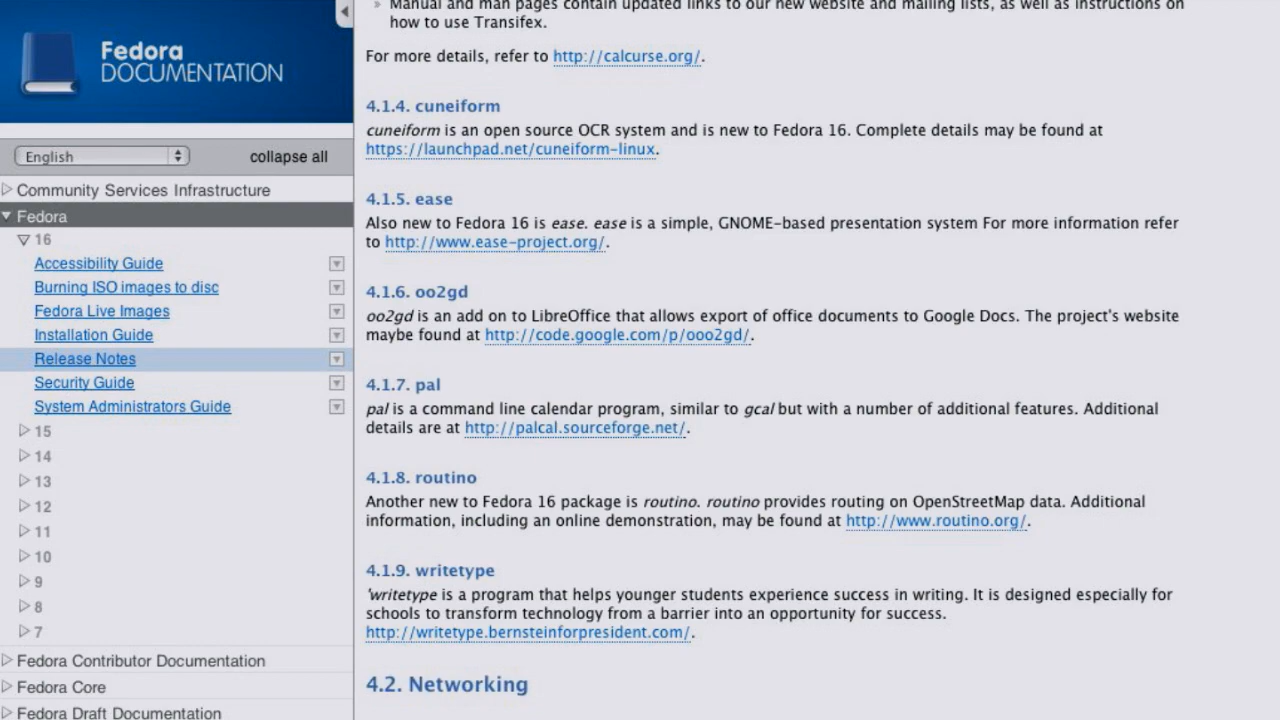 Fedora
DOCUMENTATION
English
collapse all
Community Services Infrastructure
Fedora
16
Accessibility Guide
Burning ISO images to disc
Fedora Live Images
Installation Guide
Release Notes
Security Guide
System Administrators Guide
15
14
13
12
11
10
9
8
7
Fedora Contributor Documentation
Fedora Core
Fedora Draft Documentation
» Manual and man pages contain updated links to our new website and mailing lists, as well as instructions on
how to use Transifex.
For more details, refer to http://calcurse.org/.
4.1.4. cuneiform
cuneiform is an open source OCR system and is new to Fedora 16. Complete details may be found at
https://launchpad.net/cuneiform-linux.
4.1.5. ease
Also new to Fedora 16 is ease. ease is a simple, GNOME-based presentation system For more information refer
to http://www.ease-project.org/.
4.1.6. oo2gd
oo2gd is an add on to LibreOffice that allows export of office documents to Google Docs. The project's website
maybe found at http://code.google.com/p/ooo2gd/.
4.1.7. pal
pal is a command line calendar program, similar to gcal but with a number of additional features. Additional
details are at http://palcal.sourceforge.net/.
4.1.8. routino
Another new to Fedora 16 package is routino. routino provides routing on OpenStreetMap data. Additional
information, including an online demonstration, may be found at http://www.routino.org/.
4.1.9. writetype
'writetype is a program that helps younger students experience success in writing. It is designed especially for
schools to transform technology from a barrier into an opportunity for success.
http://writetype.bernsteinforpresident.com/.
4.2. Networking